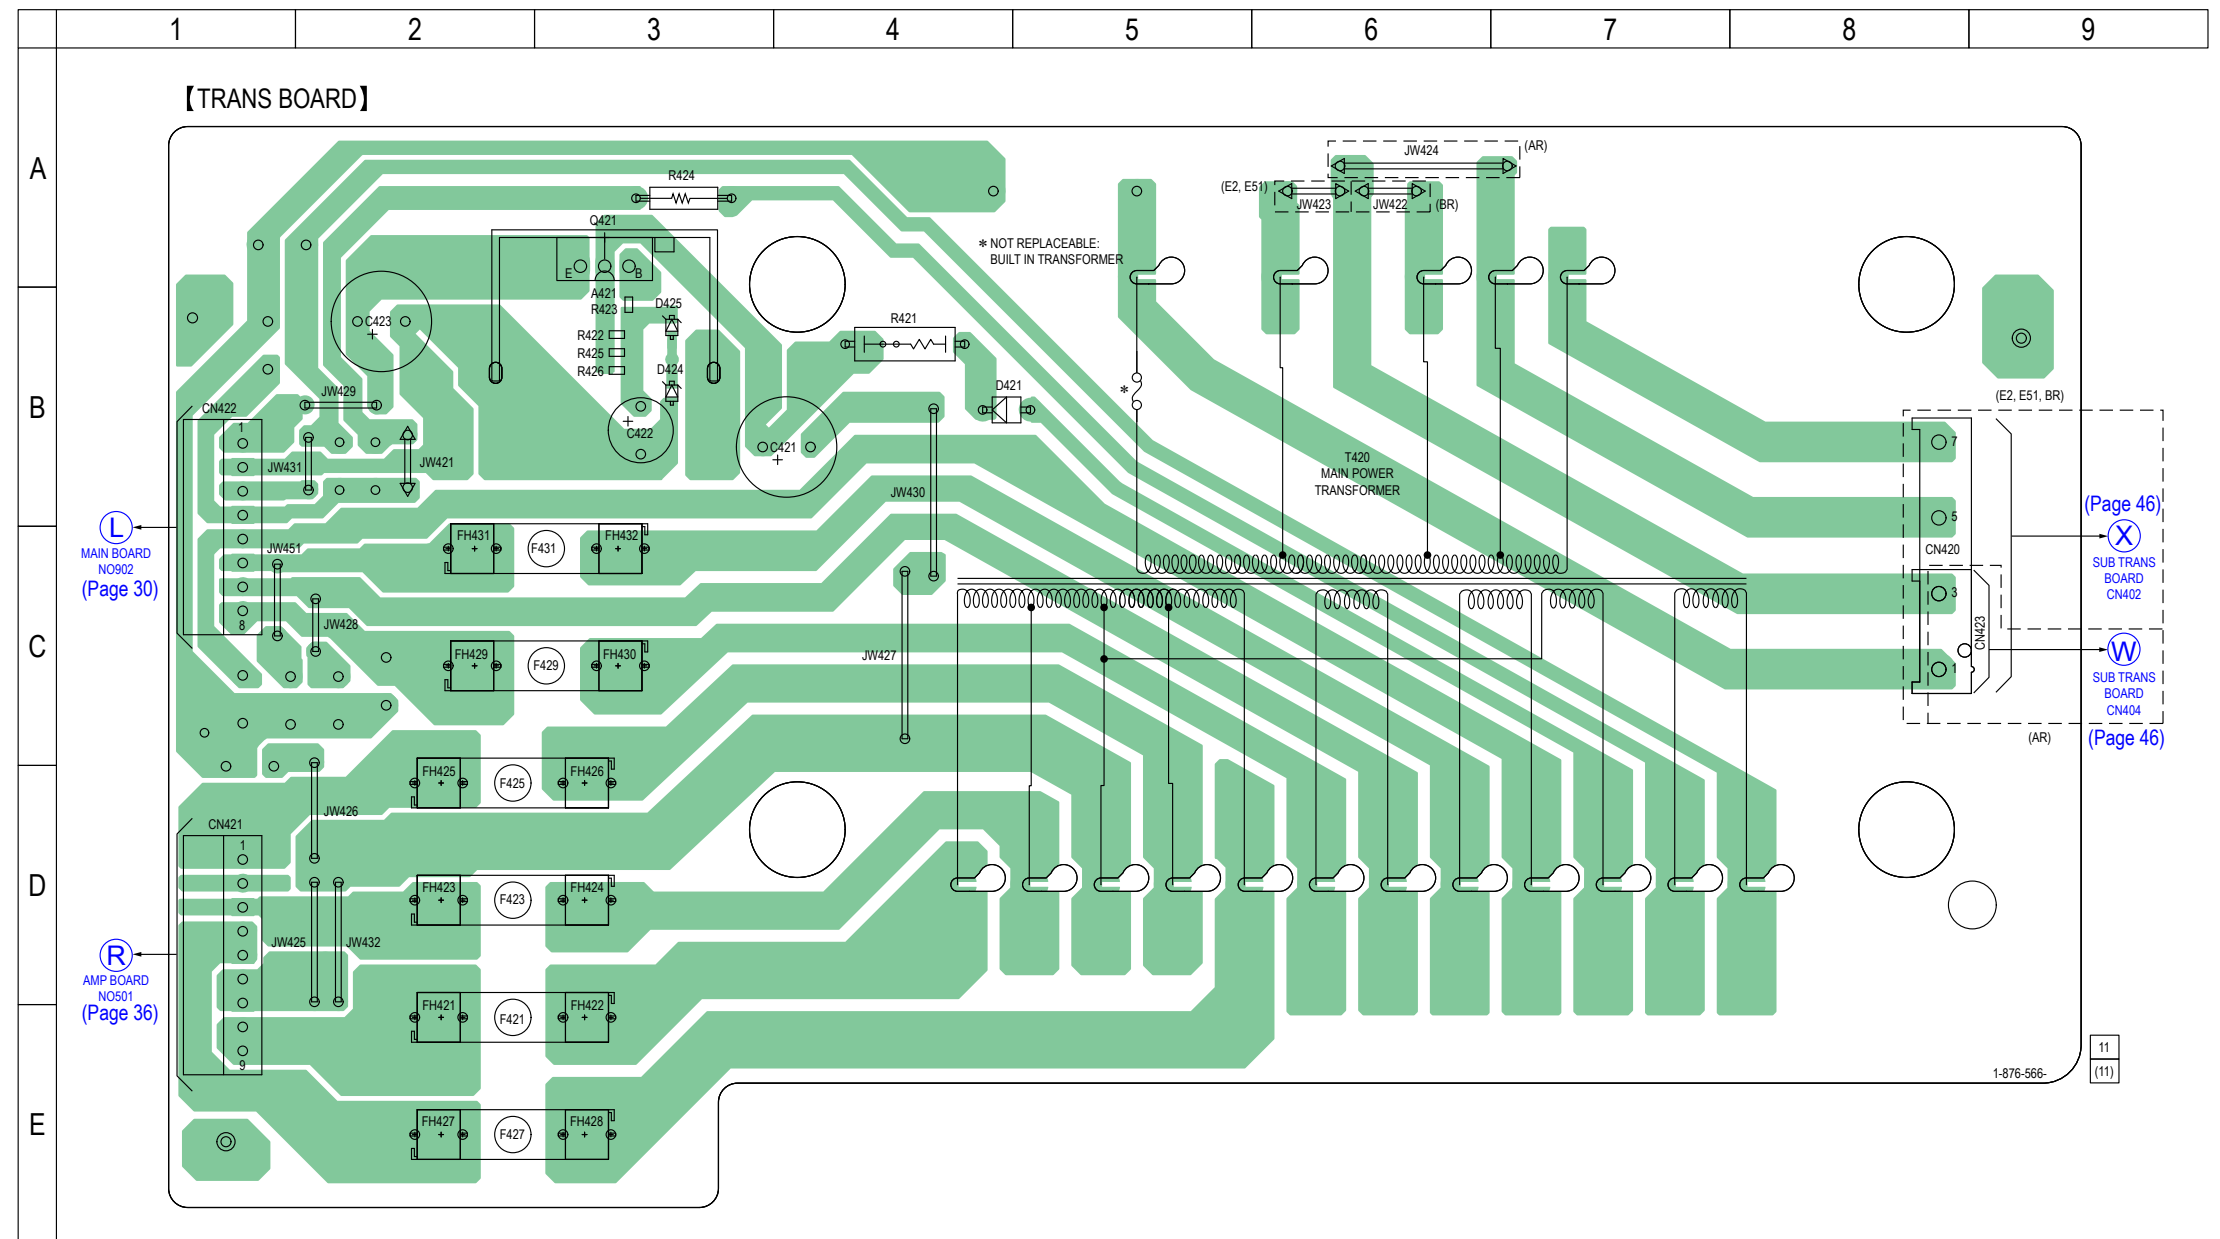 1 2 3 4 5 6 7 8 9
【TRANS BOARD】
A
B
C
D
E
R424
Q421
E
B
A421
R423
D425
R422
R425
R426
D424
C423
+
C422
+
C421
+
R421
D421
JW429
CN422
1
8
JW431
JW421
JW451
JW428
JW430
JW427
JW426
JW425
JW432
L
MAIN BOARD
NO902
(Page 30)
FH431
F431
FH432
FH429
F429
FH430
FH425
F425
FH426
FH423
F423
FH424
FH421
F421
FH422
FH427
F427
FH428
CN421
1
9
R
AMP BOARD
NO501
(Page 36)
* NOT REPLACEABLE:
BUILT IN TRANSFORMER
*
JW424
(AR)
(E2, E51)
JW423
JW422
(BR)
T420
MAIN POWER
TRANSFORMER
(E2, E51, BR)
7
5
CN420
3
CN423
1
(Page 46)
X
SUB TRANS
BOARD
CN402
W
SUB TRANS
BOARD
CN404
(Page 46)
(AR)
1-876-566-
11
(11)